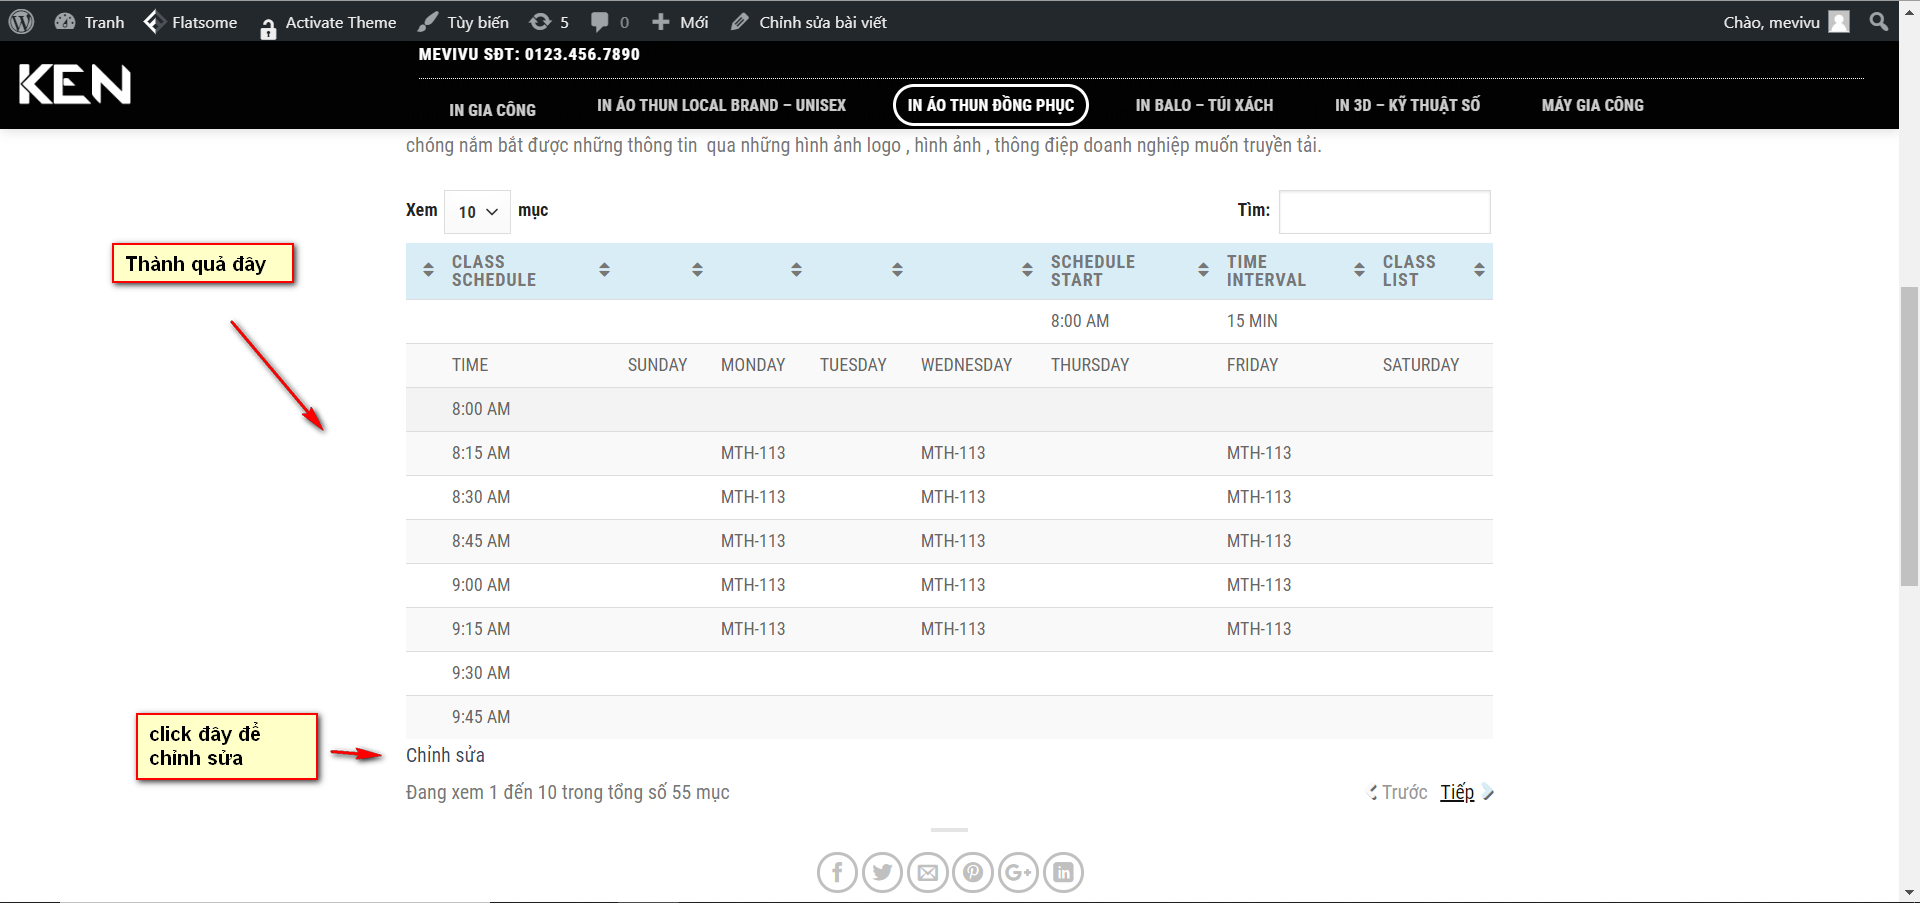 Tranh Flatsome Activate Theme Tùy biến 5 0 Mới Chỉnh sửa bài viết Chào, mevivu
MEVIVU SĐT: 0123.456.7890
KEN
IN GIA CÔNG IN ÁO THUN LOCAL BRAND – UNISEX IN ÁO THUN ĐỒNG PHỤC IN BALO – TÚI XÁCH IN 3D – KỸ THUẬT SỐ MÁY GIA CÔNG
chóng nắm bắt được những thông tin qua những hình ảnh logo , hình ảnh , thông điệp doanh nghiệp muốn truyền tải.
Xem 10 mục Tìm:
Thành quả đây
CLASS SCHEDULE SCHEDULE START TIME INTERVAL CLASS LIST
8:00 AM 15 MIN
TIME SUNDAY MONDAY TUESDAY WEDNESDAY THURSDAY FRIDAY SATURDAY
8:00 AM
8:15 AM MTH-113 MTH-113 MTH-113
8:30 AM MTH-113 MTH-113 MTH-113
8:45 AM MTH-113 MTH-113 MTH-113
9:00 AM MTH-113 MTH-113 MTH-113
9:15 AM MTH-113 MTH-113 MTH-113
9:30 AM
9:45 AM
click đây để
chỉnh sửa
Chỉnh sửa
Đang xem 1 đến 10 trong tổng số 55 mục Trước Tiếp